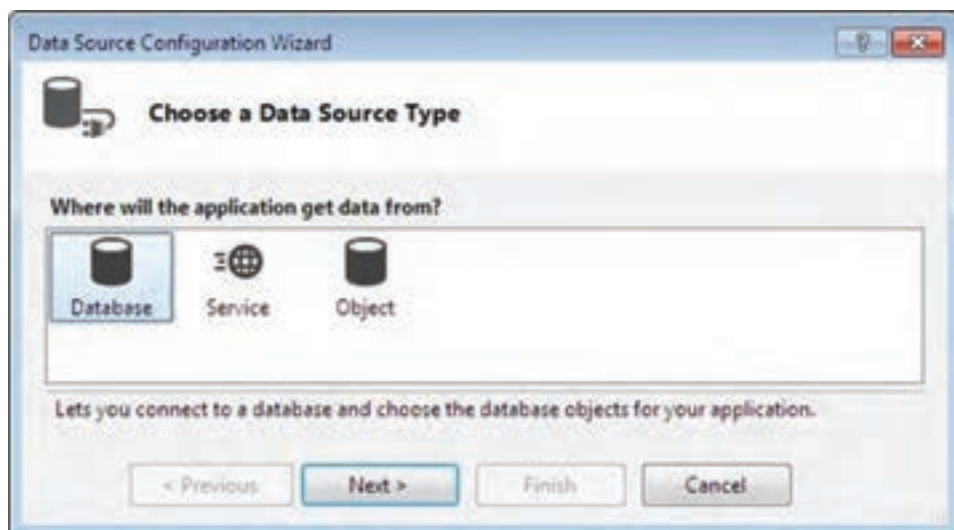 Data Source Configuration Wizard
Choose a Data Source Type
Where will the application get data from?
Database Service Object
Lets you connect to a database and choose the database objects for your application.
< Previous Next > Finish Cancel